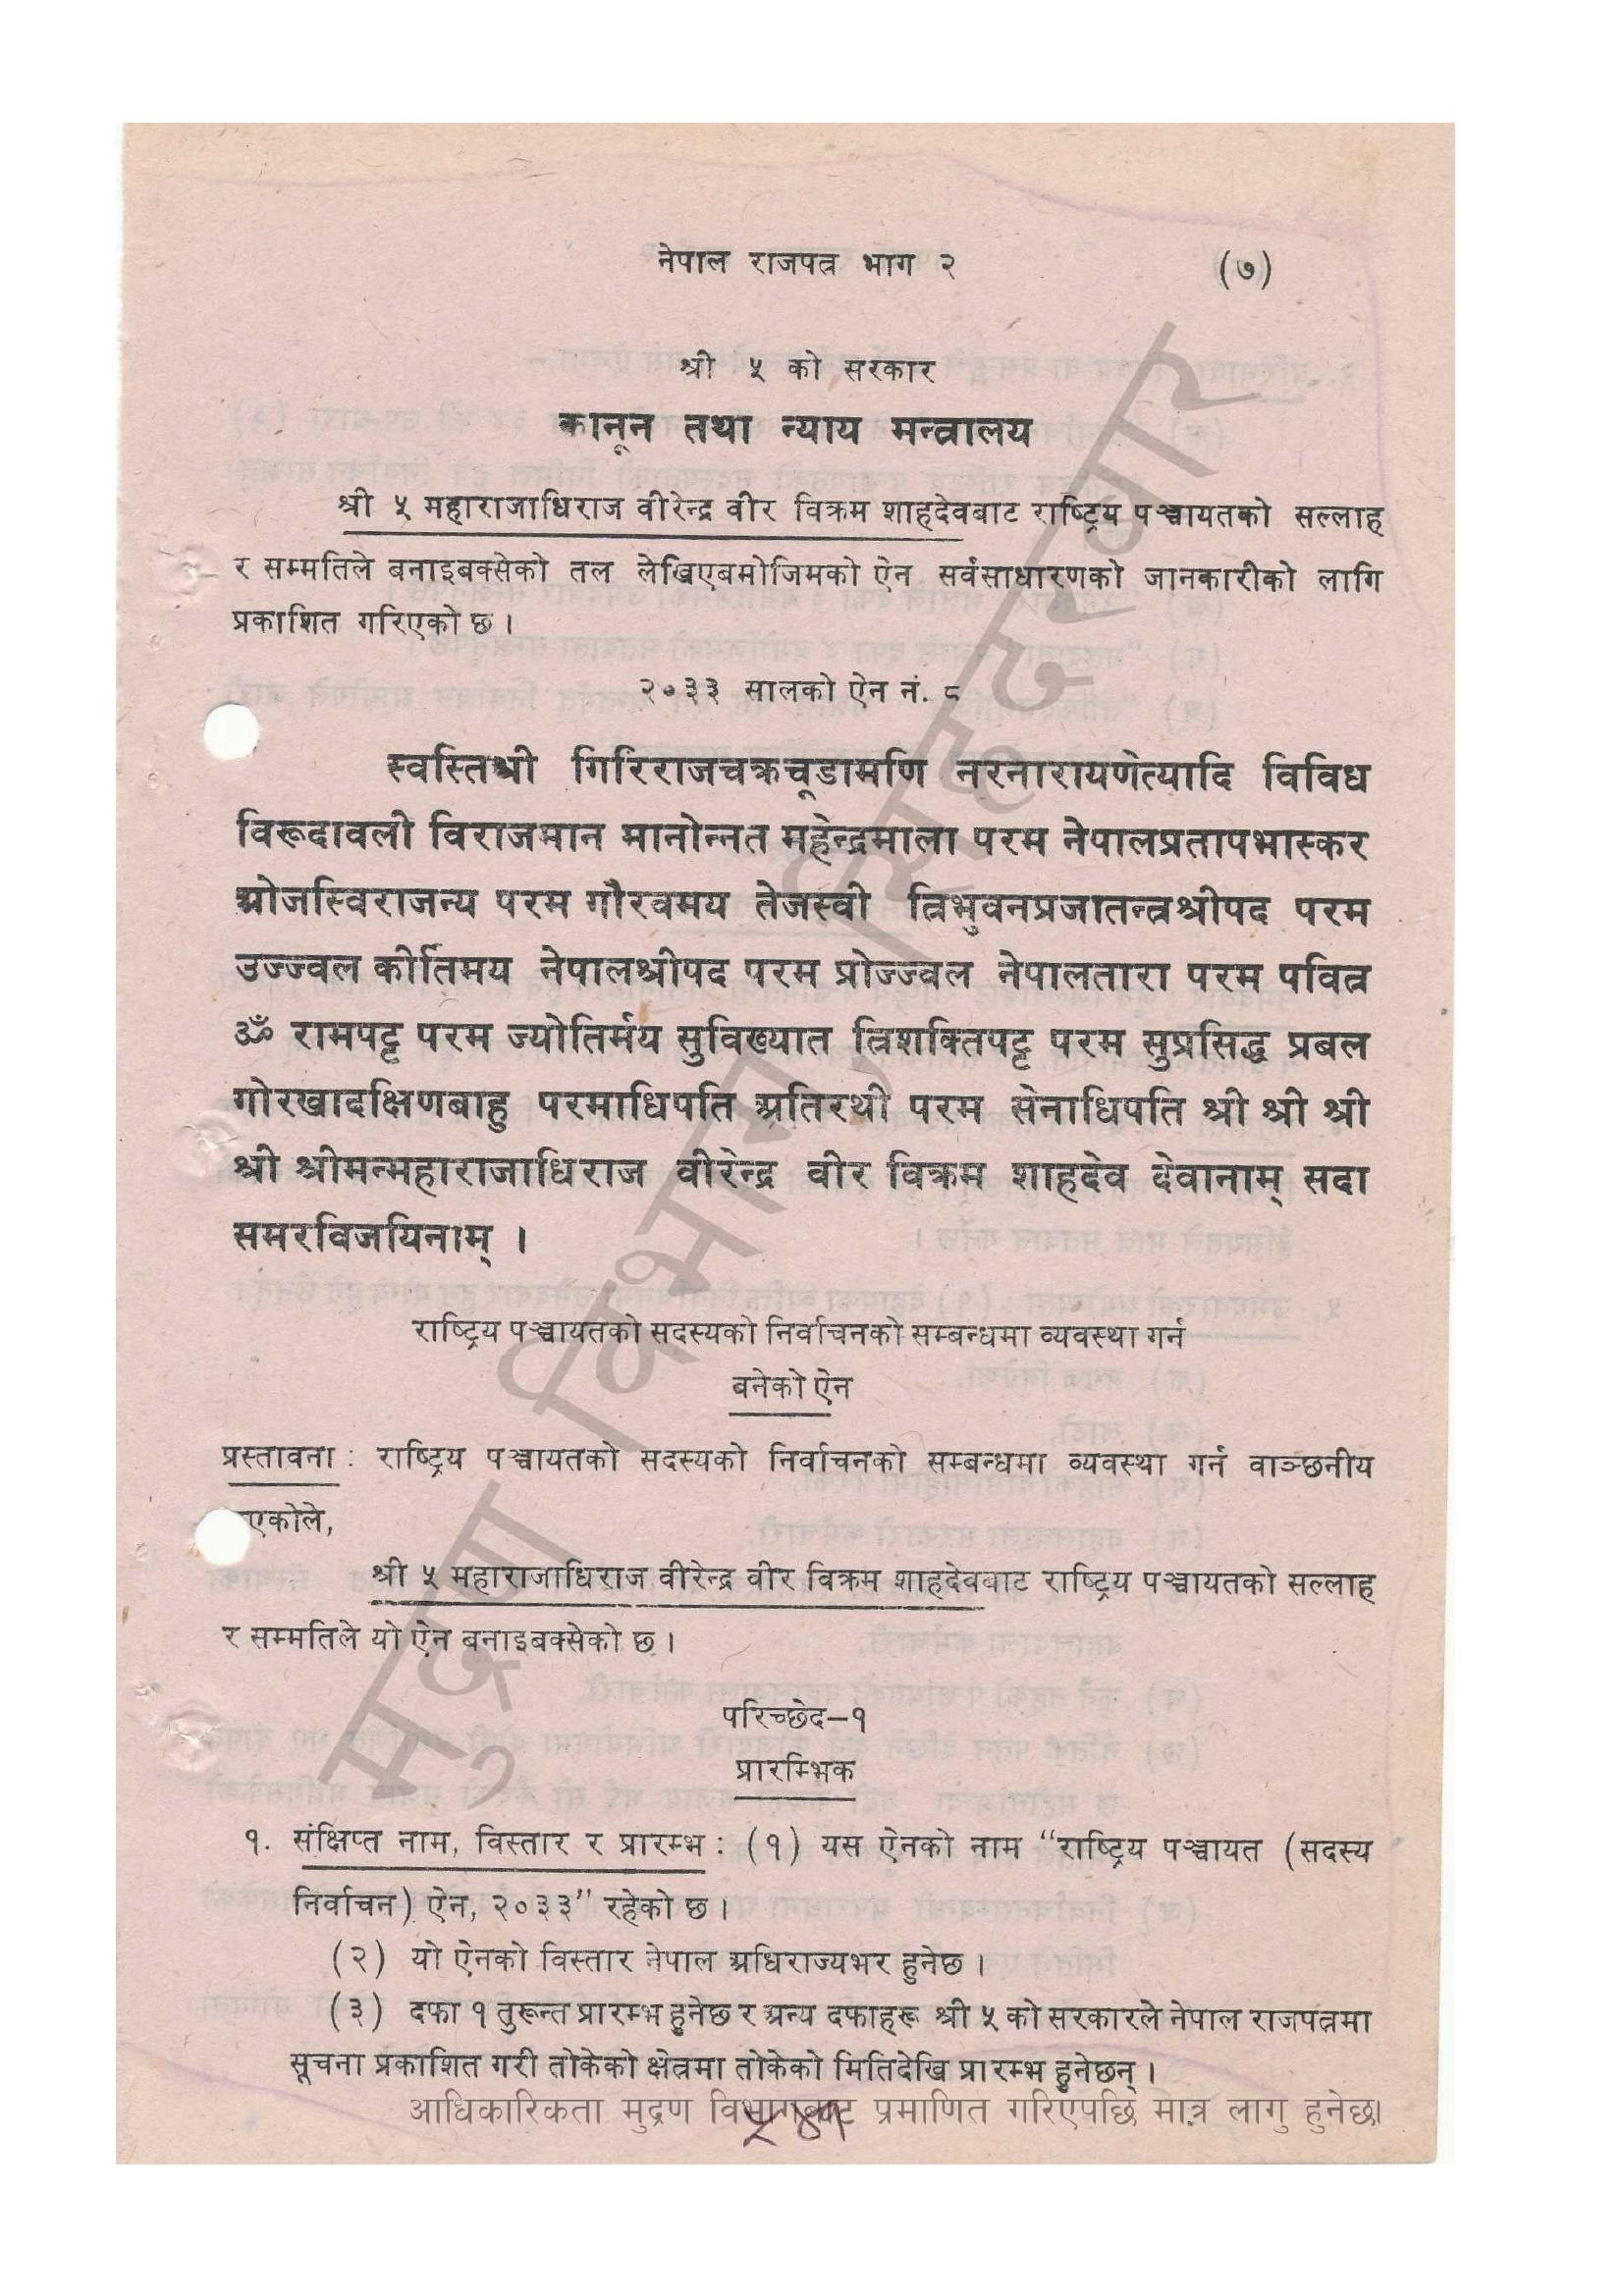 नेपाल राजपत्र भाग २ (७)
श्री ५ को सरकार
कानून तथा न्याय मन्त्रालय
श्री ५ महाराजाधिराज वीरेन्द्र वीर विक्रम शाहदेवबाट राष्ट्रिय पञ्चायतको सल्लाह
र सम्मतिले बनाइबक्सेको तल लेखिएबमोजिमको ऐन सर्वसाधारणको जानकारीको लागि
प्रकाशित गरिएको छ ।
२०३३ सालको ऐन नं. ८
स्वस्तिश्री गिरिराजचक्रचूडामणि नरनारायणेत्यादि विविध
विरूदावली विराजमान मानोन्नत महेन्द्रमाला परम नेपालप्रतापभास्कर
ओजस्विराजन्य परम गौरवमय तेजस्वी त्रिभुवनप्रजातन्त्रश्रीपद परम
उज्ज्वल कीर्तिमय नेपालश्रीपद परम प्रोज्ज्वल नेपालतारा परम पवित्र
ॐ रामपट्ट परम ज्योतिर्मय सुविख्यात त्रिशक्तिपट्ट परम सुप्रसिद्ध प्रबल
गोरखादक्षिणबाहु परमाधिपति अतिरथी परम सेनाधिपति श्री श्री श्री
श्री श्रीमन्महाराजाधिराज वीरेन्द्र वीर विक्रम शाहदेव देवानाम् सदा
समरविजयिनाम् ।
राष्ट्रिय पञ्चायतको सदस्यको निर्वाचनको सम्बन्धमा व्यवस्था गर्न
बनेको ऐन
प्रस्तावना : राष्ट्रिय पञ्चायतको सदस्यको निर्वाचनको सम्बन्धमा व्यवस्था गर्न वाञ्छनीय
एकोले,
श्री ५ महाराजाधिराज वीरेन्द्र वीर विक्रम शाहदेवबाट राष्ट्रिय पञ्चायतको सल्लाह
र सम्मतिले यो ऐन बनाइबक्सेको छ ।
परिच्छेद–१
प्रारम्भिक
१. संक्षिप्त नाम, विस्तार र प्रारम्भ : (१) यस ऐनको नाम “राष्ट्रिय पञ्चायत (सदस्य
निर्वाचन) ऐन, २०३३” रहेको छ ।
(२) यो ऐनको विस्तार नेपाल अधिराज्यभर हुनेछ ।
(३) दफा १ तुरून्त प्रारम्भ हुनेछ र अन्य दफाहरू श्री ५ को सरकारले नेपाल राजपत्रमा
सूचना प्रकाशित गरी तोकेको क्षेत्रमा तोकेको मितिदेखि प्रारम्भ हुनेछन् ।
आधिकारिकता मुद्रण विभागबाट प्रमाणित गरिएपछि मात्र लागु हुनेछ।
मुद्रण विभाग, सिंहदरबार